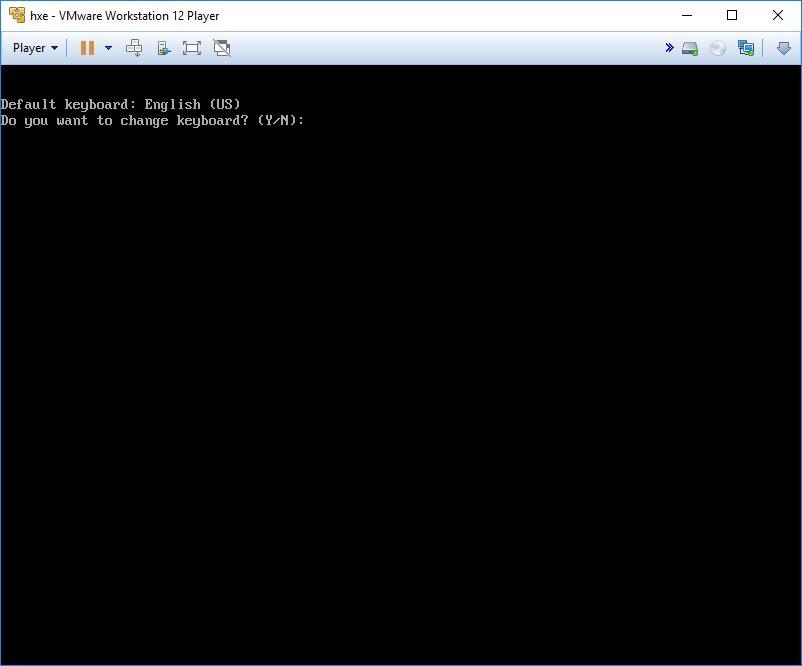 hxe - VMware Workstation 12 Player
Player
Default keyboard: English (US)
Do you want to change keyboard? (Y/N):